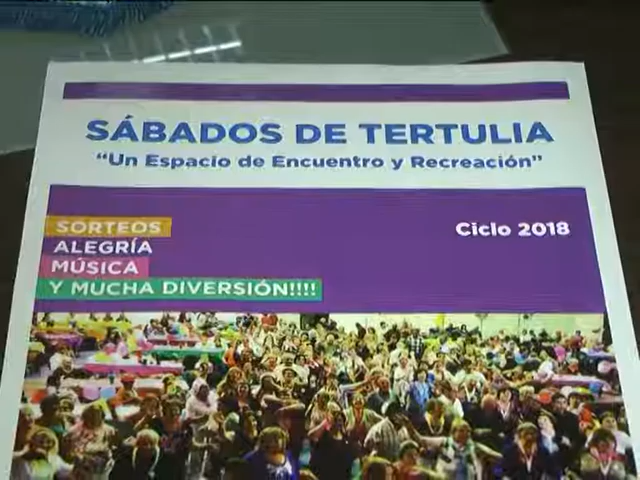 SÁBADOS DE TERTULIA
“Un Espacio de Encuentro y Recreación”
SORTEOS
ALEGRÍA
MÚSICA
Y MUCHA DIVERSIÓN!!!!
Ciclo 2018